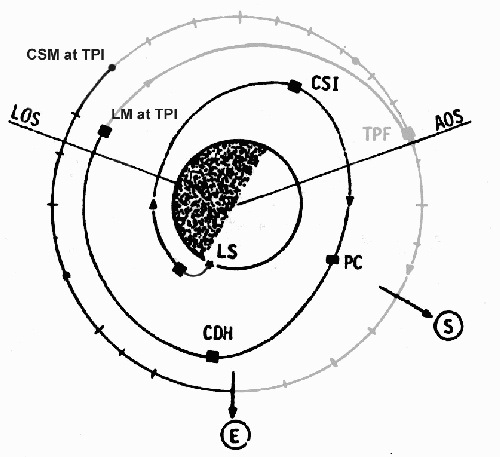 CSM at TPI
CSI
LOS
LM at TPI
AOS
TPF
LS
PC
CDH
S
E